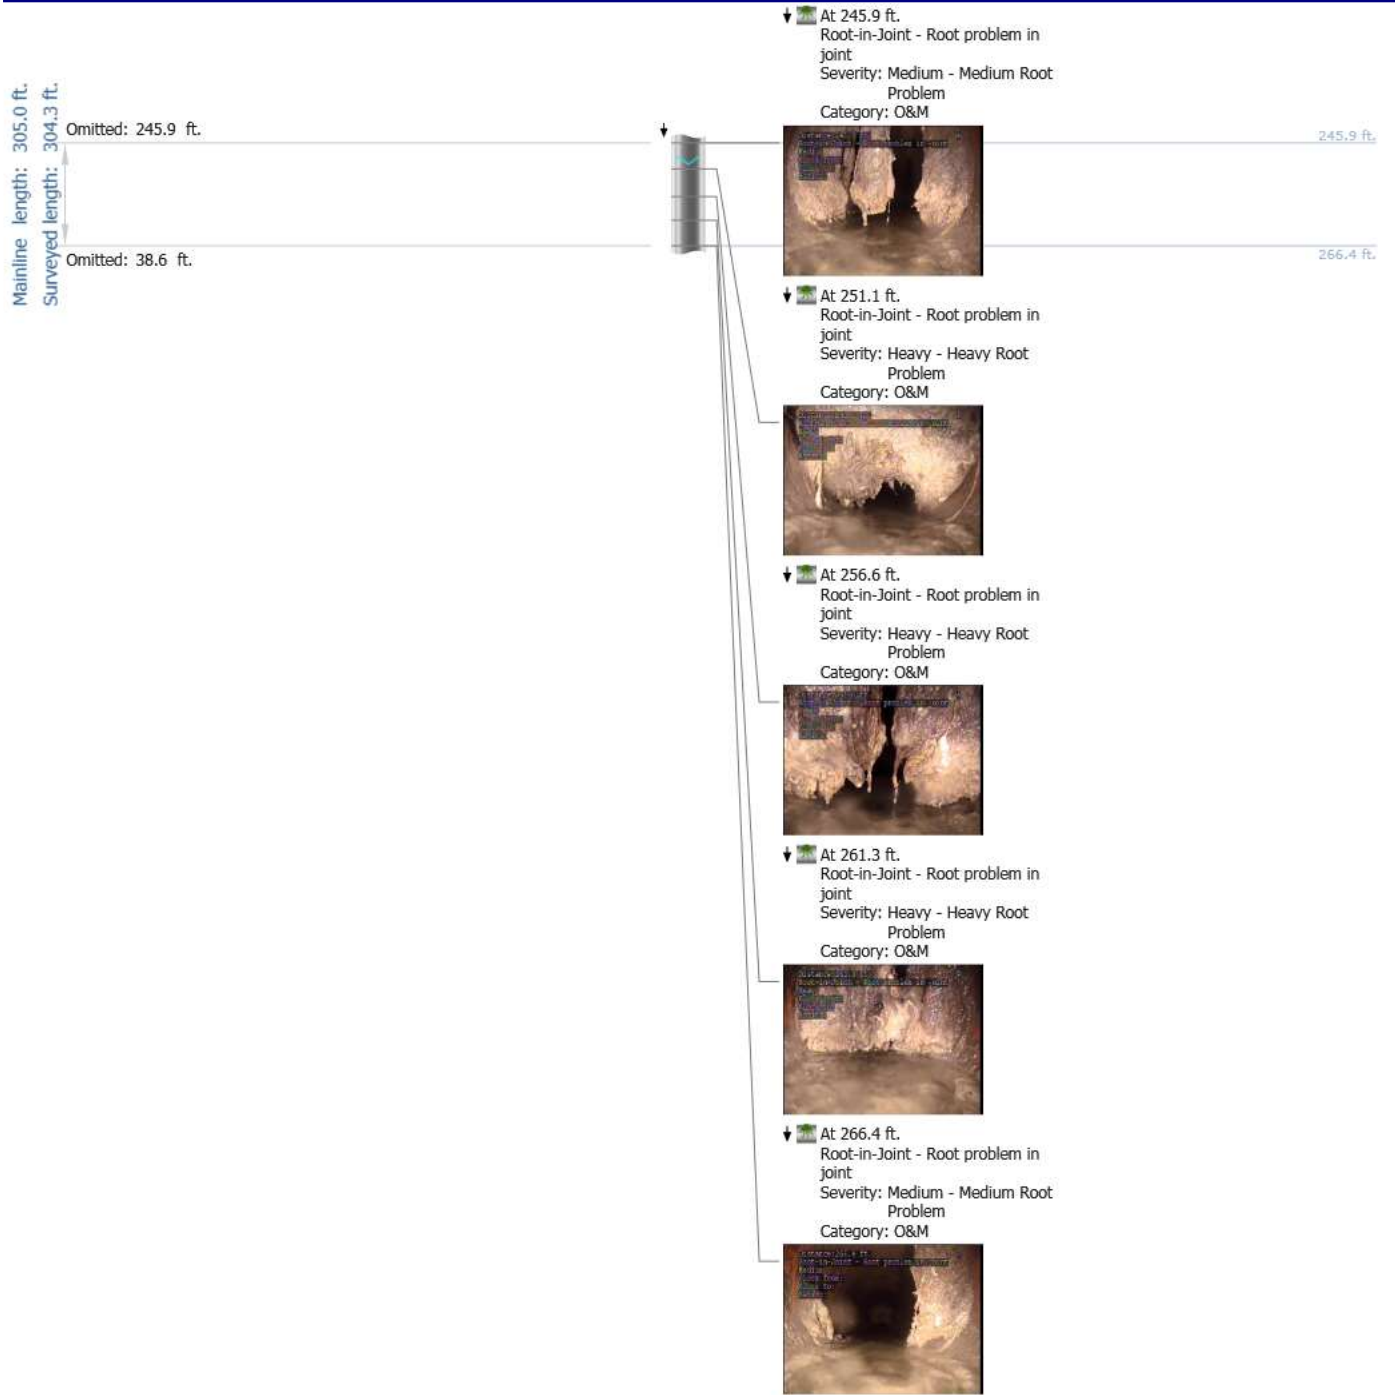 At 245.9 ft.
Root-in-Joint - Root problem in
joint
Severity: Medium - Medium Root
Problem
Category: O&M
Mainline length: 305.0 ft.
Surveyed length: 304.3 ft.
Omitted: 245.9 ft.
245.9 ft.
Omitted: 38.6 ft.
266.4 ft.
At 251.1 ft.
Root-in-Joint - Root problem in
joint
Severity: Heavy - Heavy Root
Problem
Category: O&M
At 256.6 ft.
Root-in-Joint - Root problem in
joint
Severity: Heavy - Heavy Root
Problem
Category: O&M
At 261.3 ft.
Root-in-Joint - Root problem in
joint
Severity: Heavy - Heavy Root
Problem
Category: O&M
At 266.4 ft.
Root-in-Joint - Root problem in
joint
Severity: Medium - Medium Root
Problem
Category: O&M